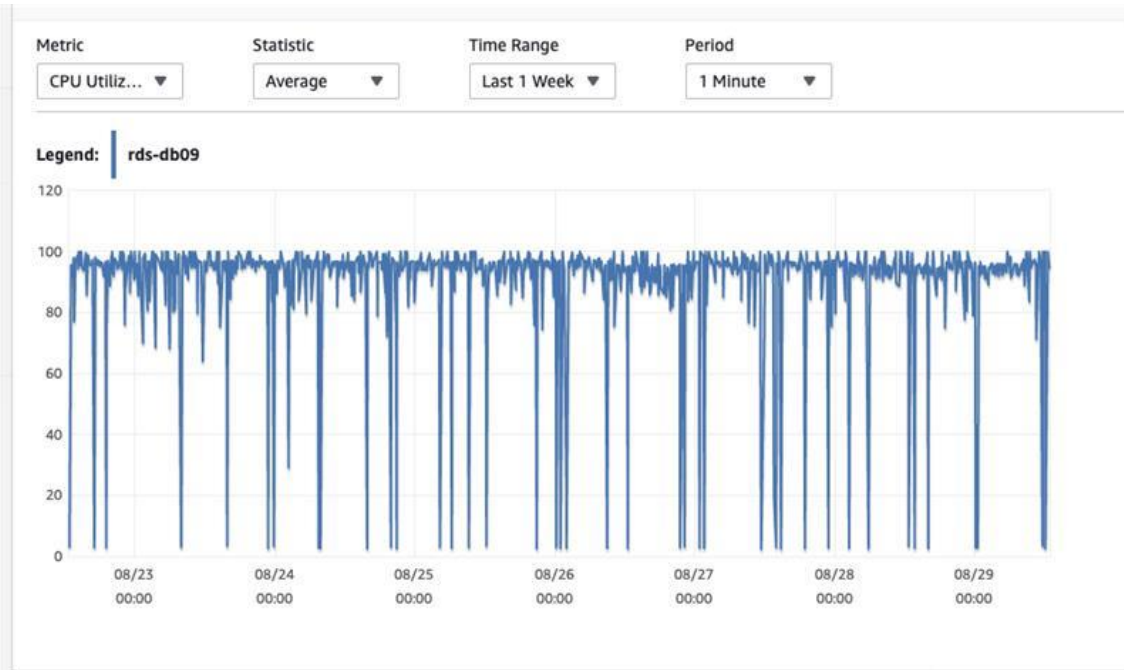 Metric Statistic Time Range Period
CPU Utiliz... Average Last 1 Week 1 Minute
Legend: rds-db09
120
100
80
60
40
20
0
08/23 08/24 08/25 08/26 08/27 08/28 08/29
00:00 00:00 00:00 00:00 00:00 00:00 00:00